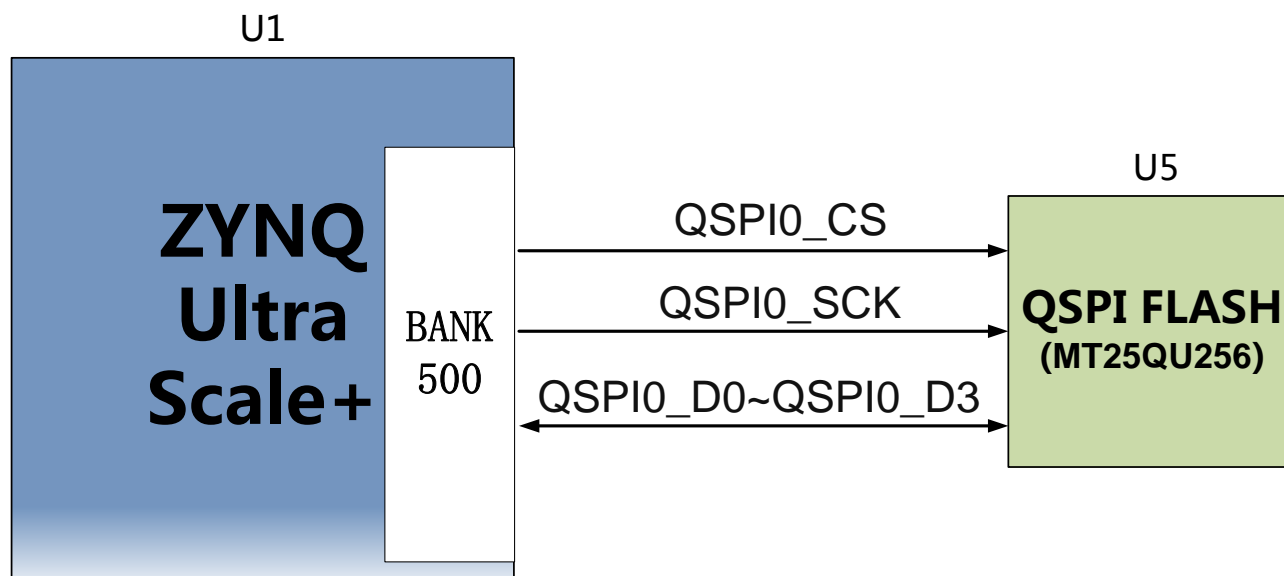 U1
ZYNQ
Ultra
Scale+
BANK
500
QSPI0_CS
QSPI0_SCK
QSPI0_D0~QSPI0_D3
U5
QSPI FLASH
(MT25QU256)